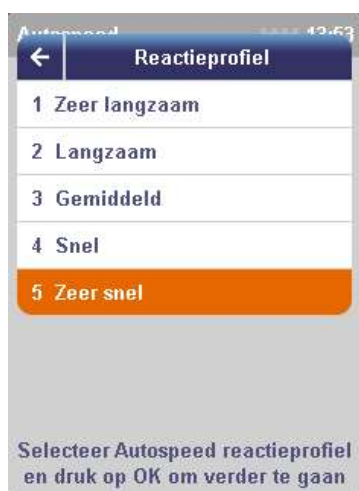 Autospeed 13:53
Reactieprofiel
1 Zeer langzaam
2 Langzaam
3 Gemiddeld
4 Snel
5 Zeer snel
Selecteer Autospeed reactieprofiel
en druk op OK om verder te gaan